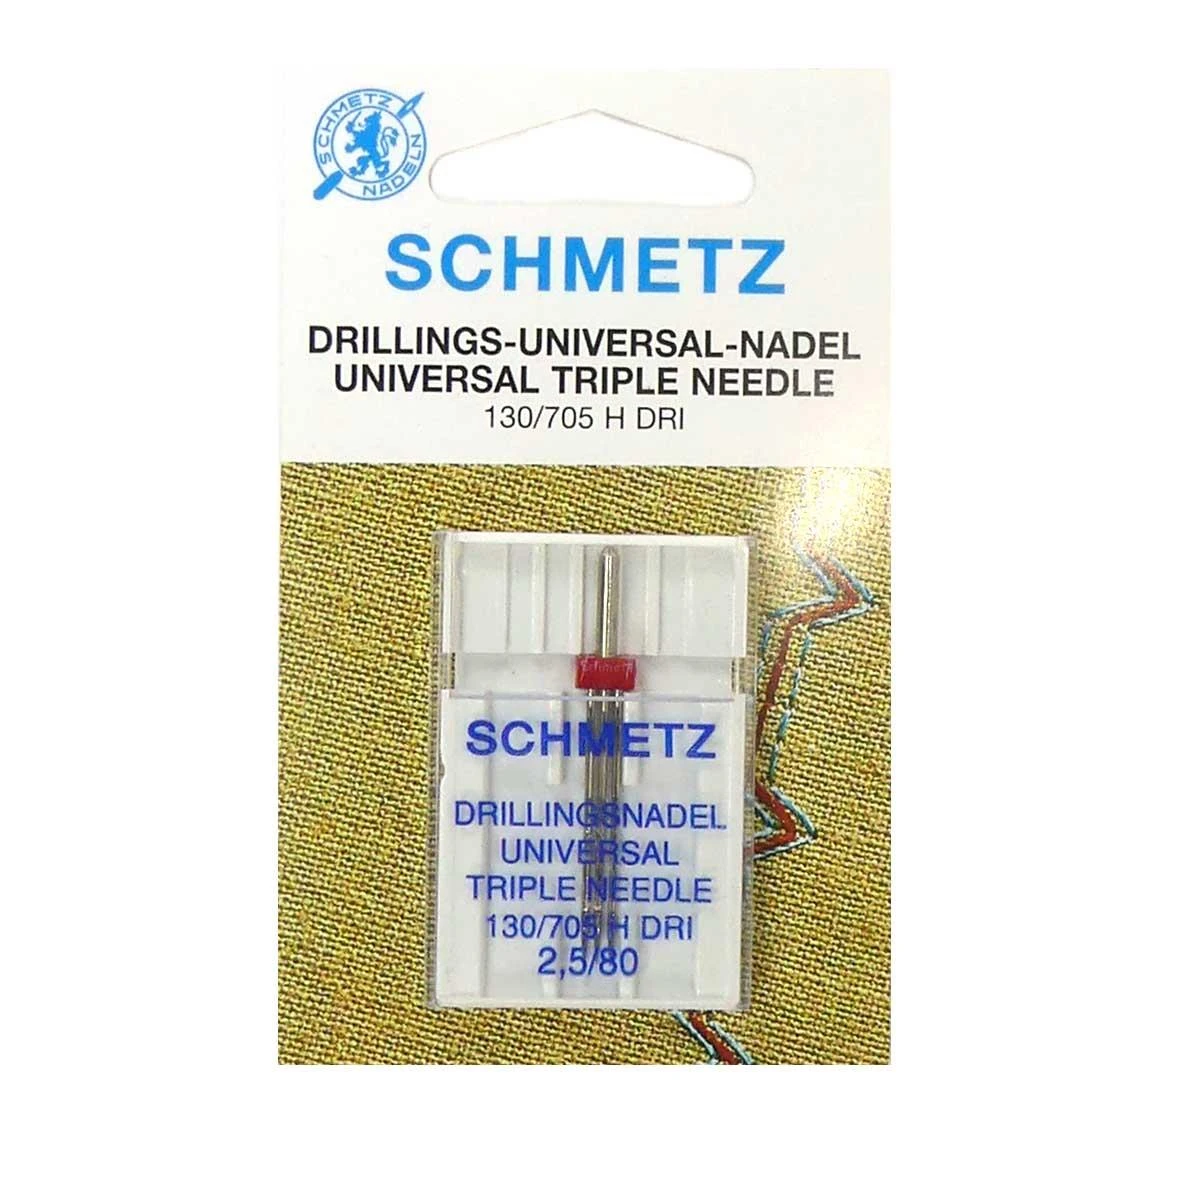 SCHMETZ NADELN
SCHMETZ
DRILLINGS-UNIVERSAL-NADEL
UNIVERSAL TRIPLE NEEDLE
130/705 H DRI
Schmetz
SCHMETZ
DRILLINGSNADEL
UNIVERSAL
TRIPLE NEEDLE
130/705 H DRI
2,5/80